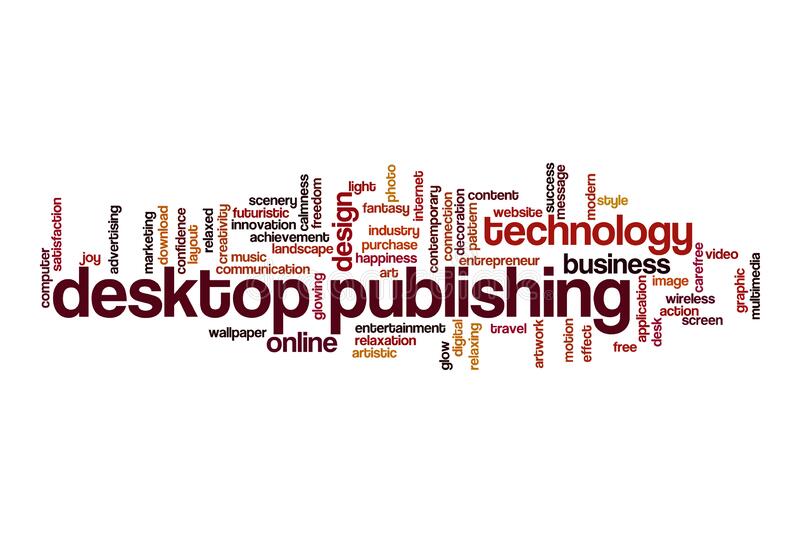 computer
satisfaction
joy
advertising
marketing
download
confidence
layout
relaxed
creativity
scenery
futuristic
innovation
achievement
landscape
music
communication
calmness
freedom
glowing
design
light
fantasy
photo
internet
industry
purchase
happiness
art
contemporary
connection
decoration
pattern
content
website
entrepreneur
technology
success
message
modern
style
business
carefree
video
image
wireless
action
screen
graphic
multimedia
application
desk
desktop publishing
wallpaper
online
entertainment
relaxation
artistic
glow
digital
relaxing
travel
artwork
motion
effect
free